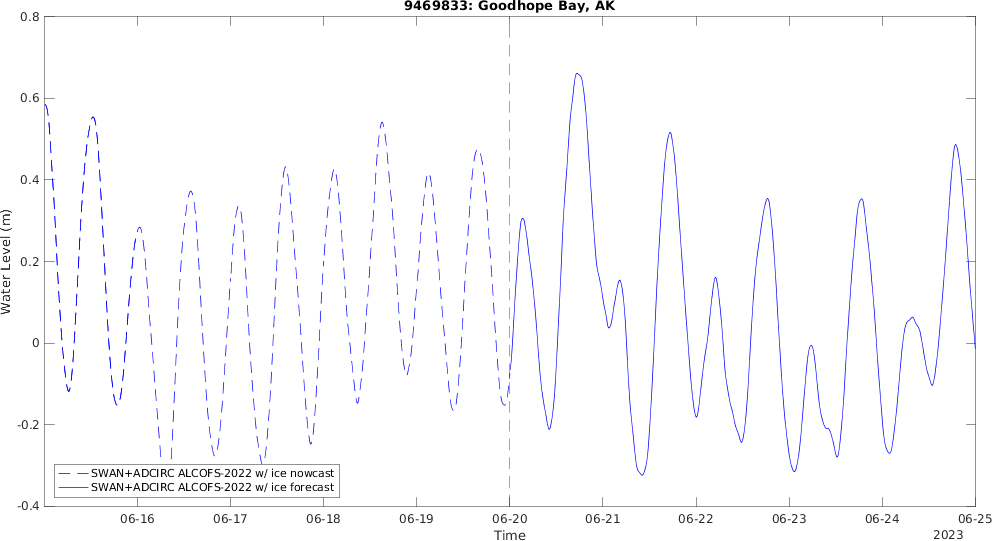 9469833: Goodhope Bay, AK
0.8
0.6
0.4
0.2
0
-0.2
-0.4
Water Level (m)
SWAN+ADCIRC ALCOFS-2022 w/ ice nowcast
SWAN+ADCIRC ALCOFS-2022 w/ ice forecast
06-16 06-17 06-18 06-19 06-20 06-21 06-22 06-23 06-24 06-25
Time
2023